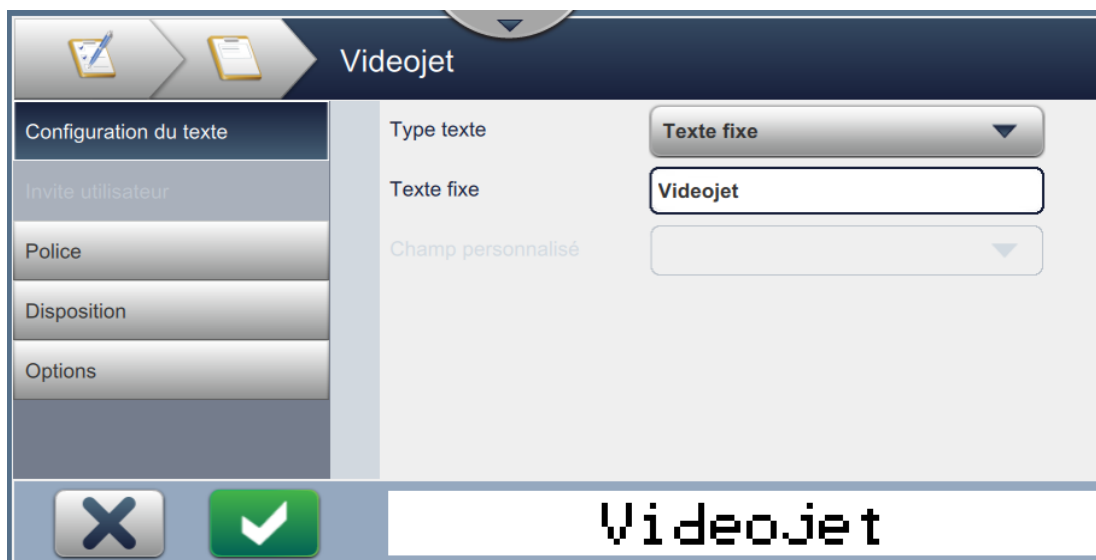 Videojet
Configuration du texte
Invite utilisateur
Police
Disposition
Options
Type texte
Texte fixe
Texte fixe
Videojet
Champ personnalisé
Videojet